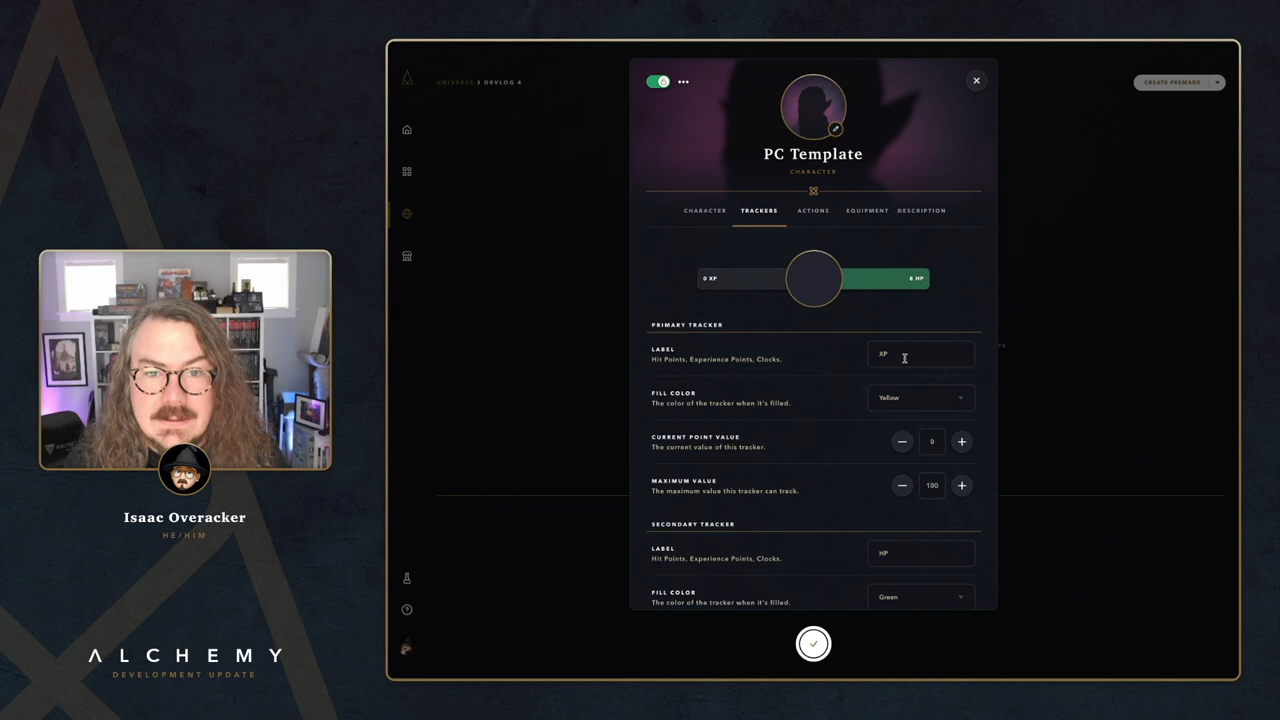 UNIVERSE > DEVLOG 4
CREATE PREMADE
PC Template
CHARACTER
CHARACTER TRACKERS ACTIONS EQUIPMENT DESCRIPTION
0 XP
8 HP
PRIMARY TRACKER
LABEL
Hit Points, Experience Points, Clocks.
XP
FILL COLOR
The color of the tracker when it's filled.
Yellow
CURRENT POINT VALUE
The current value of this tracker.
0
MAXIMUM VALUE
The maximum value this tracker can track.
100
SECONDARY TRACKER
LABEL
Hit Points, Experience Points, Clocks.
HP
FILL COLOR
The color of the tracker when it's filled.
Green
Isaac Overacker
HE/HIM
ALCHEMY
DEVELOPMENT UPDATE